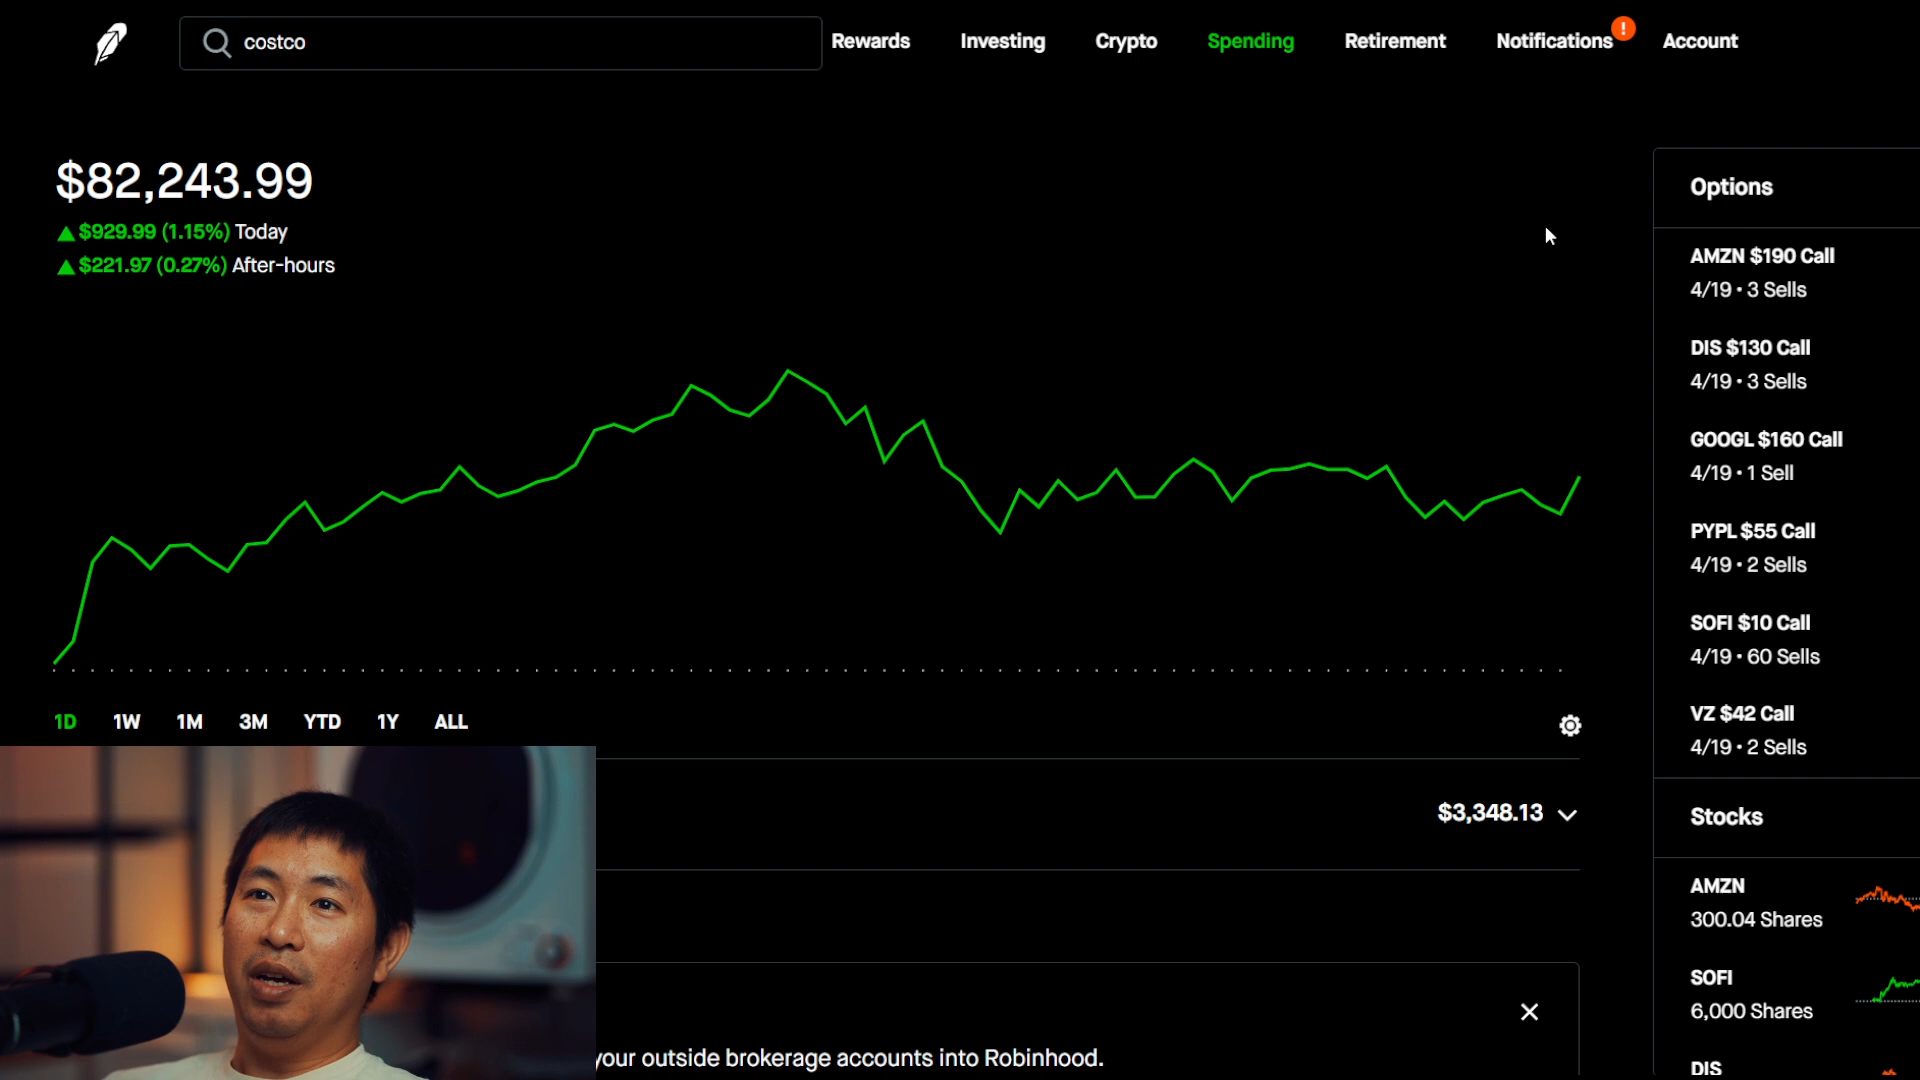 costco
Rewards Investing Crypto Spending Retirement Notifications ! Account
$82,243.99
$929.99 (1.15%) Today
$221.97 (0.27%) After-hours
1D 1W 1M 3M YTD 1Y ALL
$3,348.13
your outside brokerage accounts into Robinhood.
Options
AMZN $190 Call
4/19 • 3 Sells
DIS $130 Call
4/19 • 3 Sells
GOOGL $160 Call
4/19 • 1 Sell
PYPL $55 Call
4/19 • 2 Sells
SOFI $10 Call
4/19 • 60 Sells
VZ $42 Call
4/19 • 2 Sells
Stocks
AMZN
300.04 Shares
SOFI
6,000 Shares
DIS